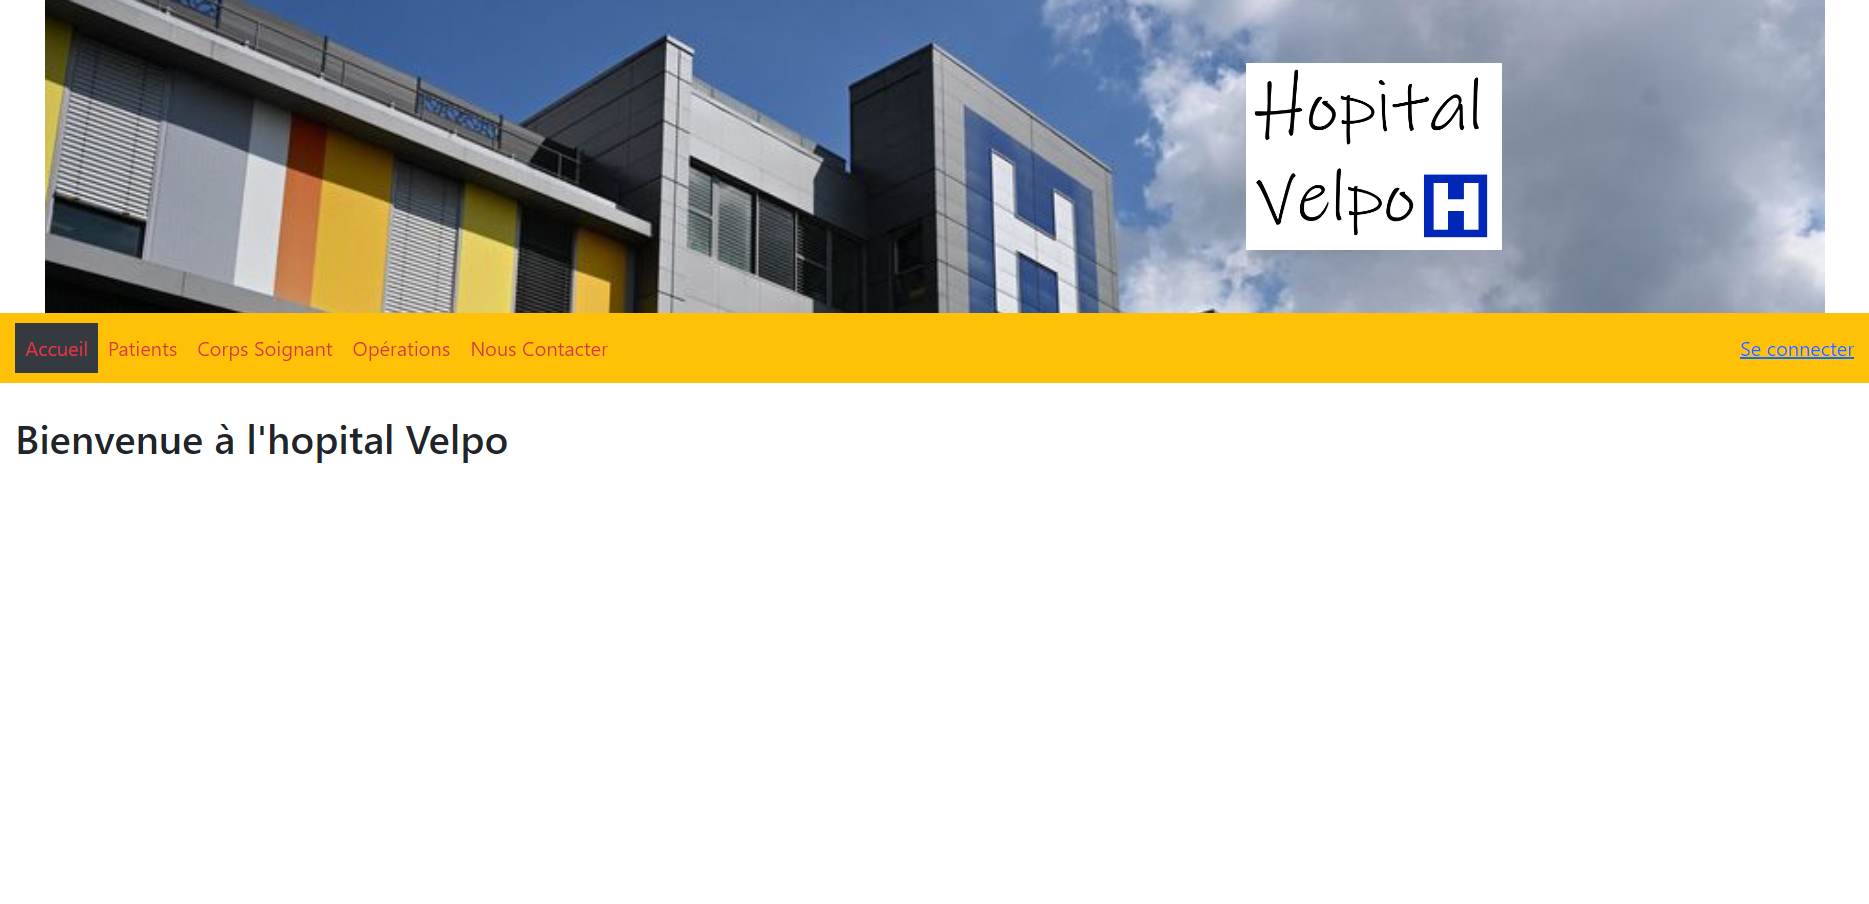 Hopital
Velpo H
H
Accueil Patients Corps Soignant Opérations Nous Contacter Se connecter
Bienvenue à l'hopital Velpo